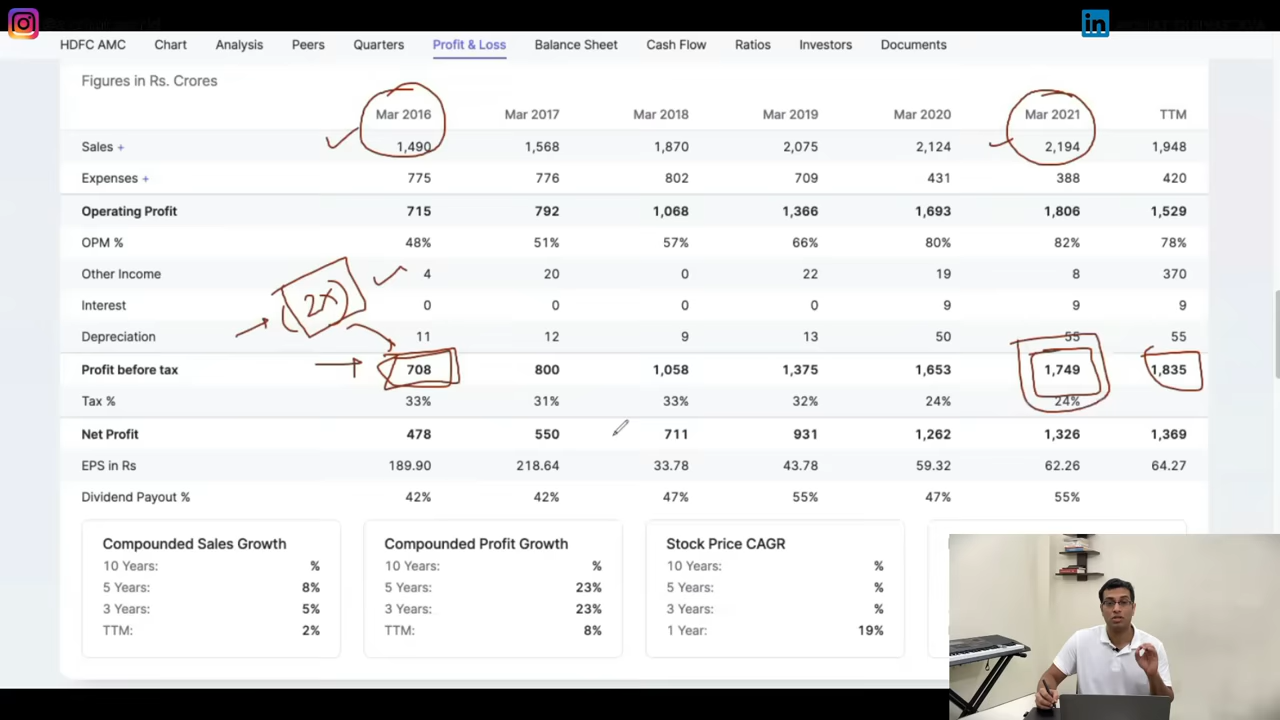 in
HDFC AMC Chart Analysis Peers Quarters Profit & Loss Balance Sheet Cash Flow Ratios Investors Documents
Figures in Rs. Crores
Mar 2016 Mar 2017 Mar 2018 Mar 2019 Mar 2020 Mar 2021 TTM
Sales + 1,490 1,568 1,870 2,075 2,124 2,194 1,948
Expenses + 775 776 802 709 431 388 420
Operating Profit 715 792 1,068 1,366 1,693 1,806 1,529
OPM % 48% 51% 57% 66% 80% 82% 78%
Other Income 4 20 0 22 19 8 370
(2x)
Interest 0 0 0 0 9 9 9
Depreciation 11 12 9 13 50 55 55
Profit before tax 708 800 1,058 1,375 1,653 1,749 1,835
Tax % 33% 31% 33% 32% 24% 24%
Net Profit 478 550 711 931 1,262 1,326 1,369
EPS in Rs 189.90 218.64 33.78 43.78 59.32 62.26 64.27
Dividend Payout % 42% 42% 47% 55% 47% 55%
Compounded Sales Growth
10 Years: %
5 Years: 8%
3 Years: 5%
TTM: 2%
Compounded Profit Growth
10 Years: %
5 Years: 23%
3 Years: 23%
TTM: 8%
Stock Price CAGR
10 Years: %
5 Years: %
3 Years: %
1 Year: 19%